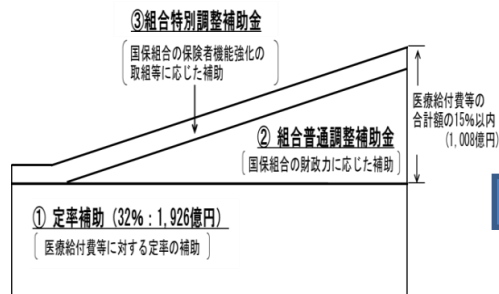 ③組合特別調整補助金
国保組合の保険者機能強化の
取組等に応じた補助
医療給付費等の
合計額の15%以内
(1,008億円)
② 組合普通調整補助金
国保組合の財政力に応じた補助
① 定率補助（32%：1,926億円）
医療給付費等に対する定率の補助